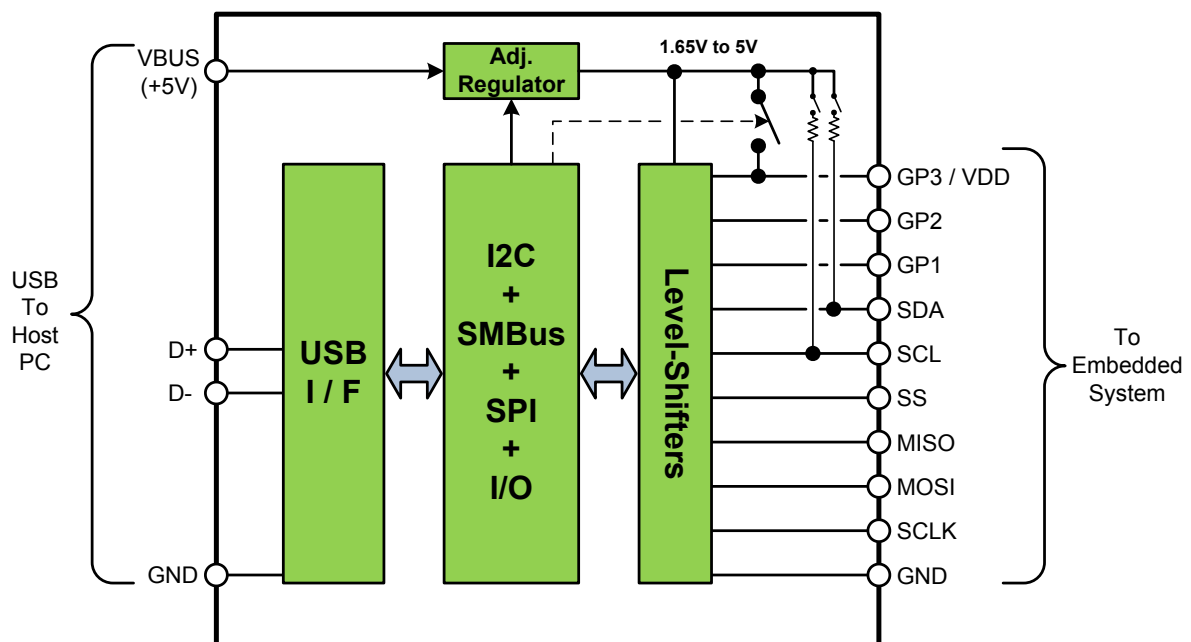 VBUS
(+5V)
Adj.
Regulator
1.65V to 5V
USB
To
Host
PC
D+
D-
GND
USB
I / F
I2C
+
SMBus
+
SPI
+
I/O
Level-Shifters
GP3 / VDD
GP2
GP1
SDA
SCL
SS
MISO
MOSI
SCLK
GND
To
Embedded
System